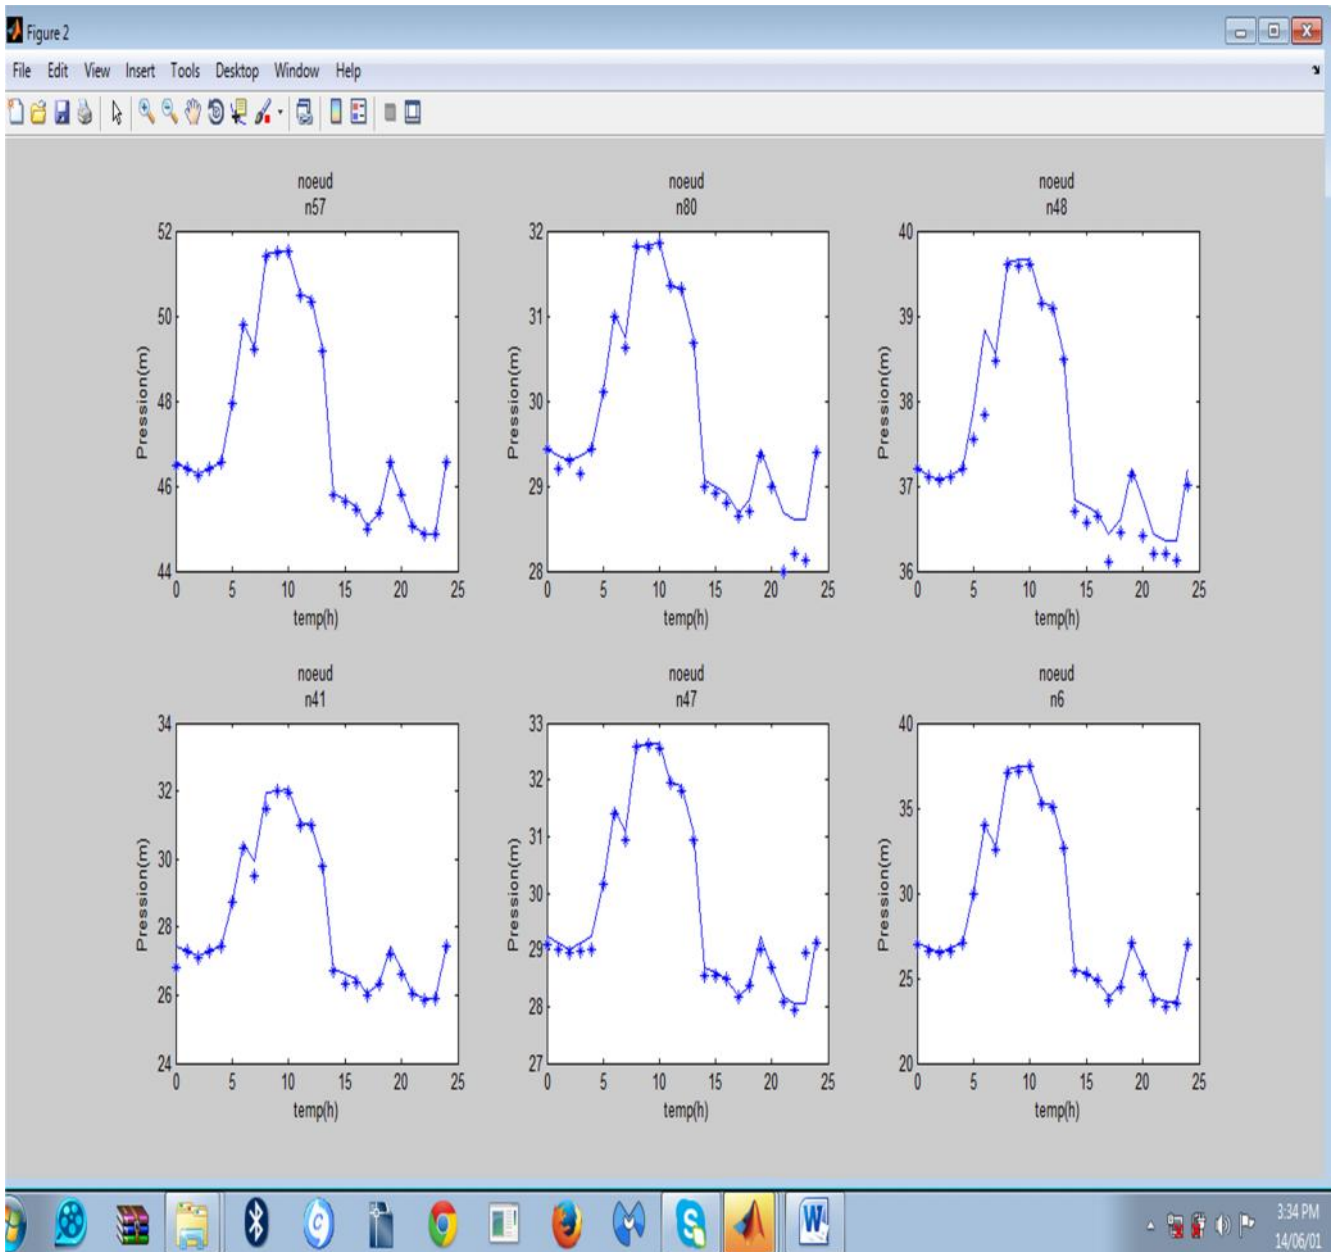 Figure 2
File Edit View Insert Tools Desktop Window Help
noeud
n57
52
50
48
46
44
Pression(m)
0 5 10 15 20 25
temp(h)
noeud
n80
32
31
30
29
28
Pression(m)
0 5 10 15 20 25
temp(h)
noeud
n48
40
39
38
37
36
Pression(m)
0 5 10 15 20 25
temp(h)
noeud
n41
34
32
30
28
26
24
Pression(m)
0 5 10 15 20 25
temp(h)
noeud
n47
33
32
31
30
29
28
27
Pression(m)
0 5 10 15 20 25
temp(h)
noeud
n6
40
35
30
25
20
Pression(m)
0 5 10 15 20 25
temp(h)
3:34 PM
14/06/01